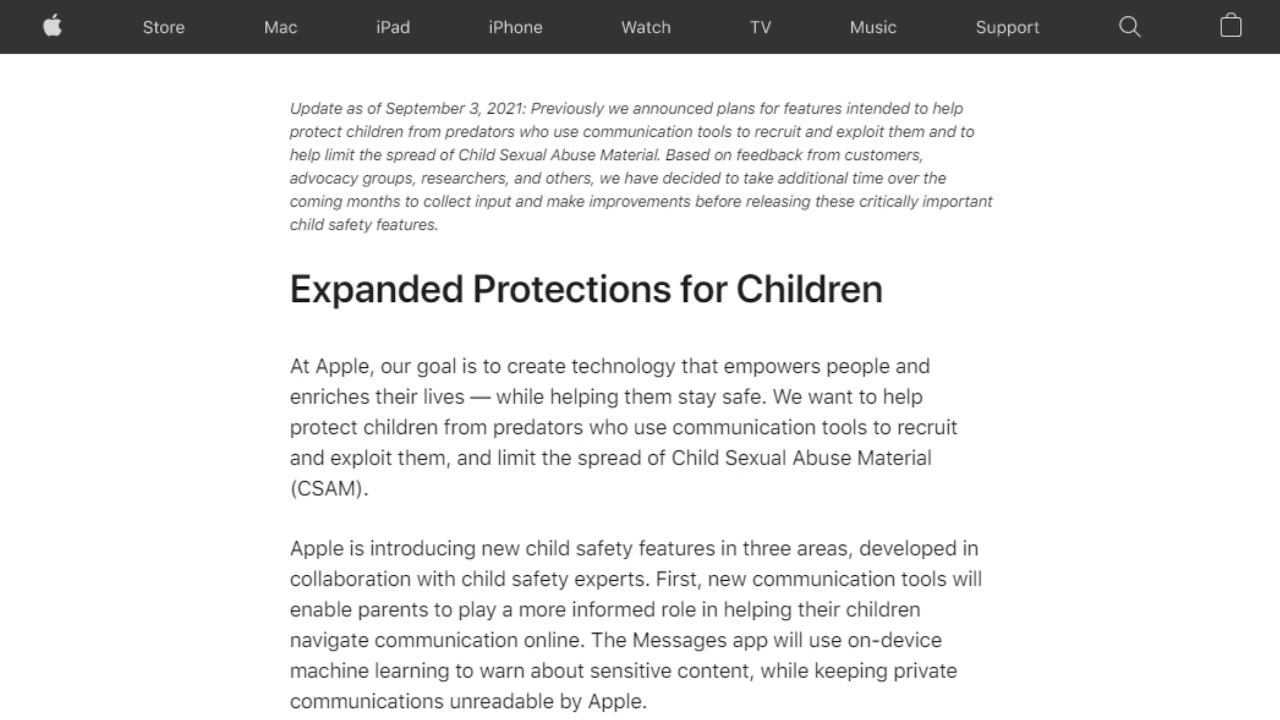 Store Mac iPad iPhone Watch TV Music Support
Update as of September 3, 2021: Previously we announced plans for features intended to help
protect children from predators who use communication tools to recruit and exploit them and to
help limit the spread of Child Sexual Abuse Material. Based on feedback from customers,
advocacy groups, researchers, and others, we have decided to take additional time over the
coming months to collect input and make improvements before releasing these critically important
child safety features.
Expanded Protections for Children
At Apple, our goal is to create technology that empowers people and
enriches their lives — while helping them stay safe. We want to help
protect children from predators who use communication tools to recruit
and exploit them, and limit the spread of Child Sexual Abuse Material
(CSAM).
Apple is introducing new child safety features in three areas, developed in
collaboration with child safety experts. First, new communication tools will
enable parents to play a more informed role in helping their children
navigate communication online. The Messages app will use on-device
machine learning to warn about sensitive content, while keeping private
communications unreadable by Apple.